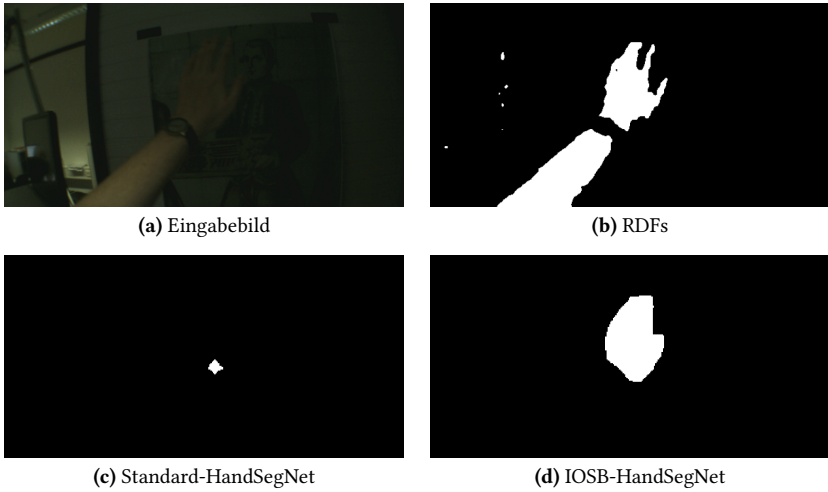 (a) Eingabebild
(b) RDFs
(c) Standard-HandSegNet
(d) IOSB-HandSegNet